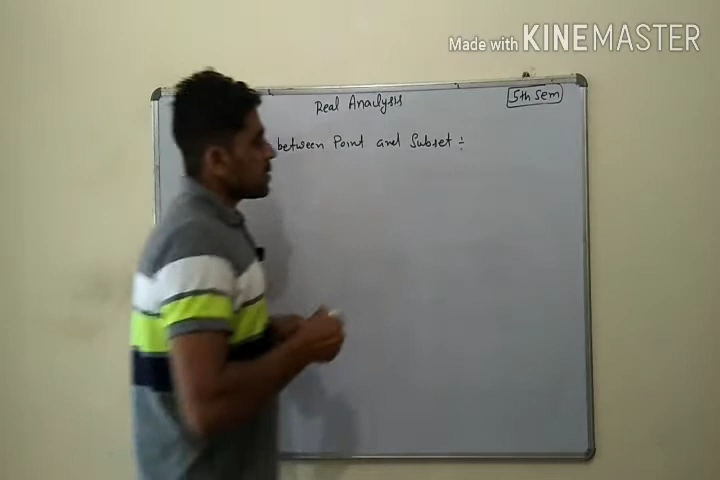 Made with KINEMASTER
Real Analysis
5th Sem
between Point and Subset :-